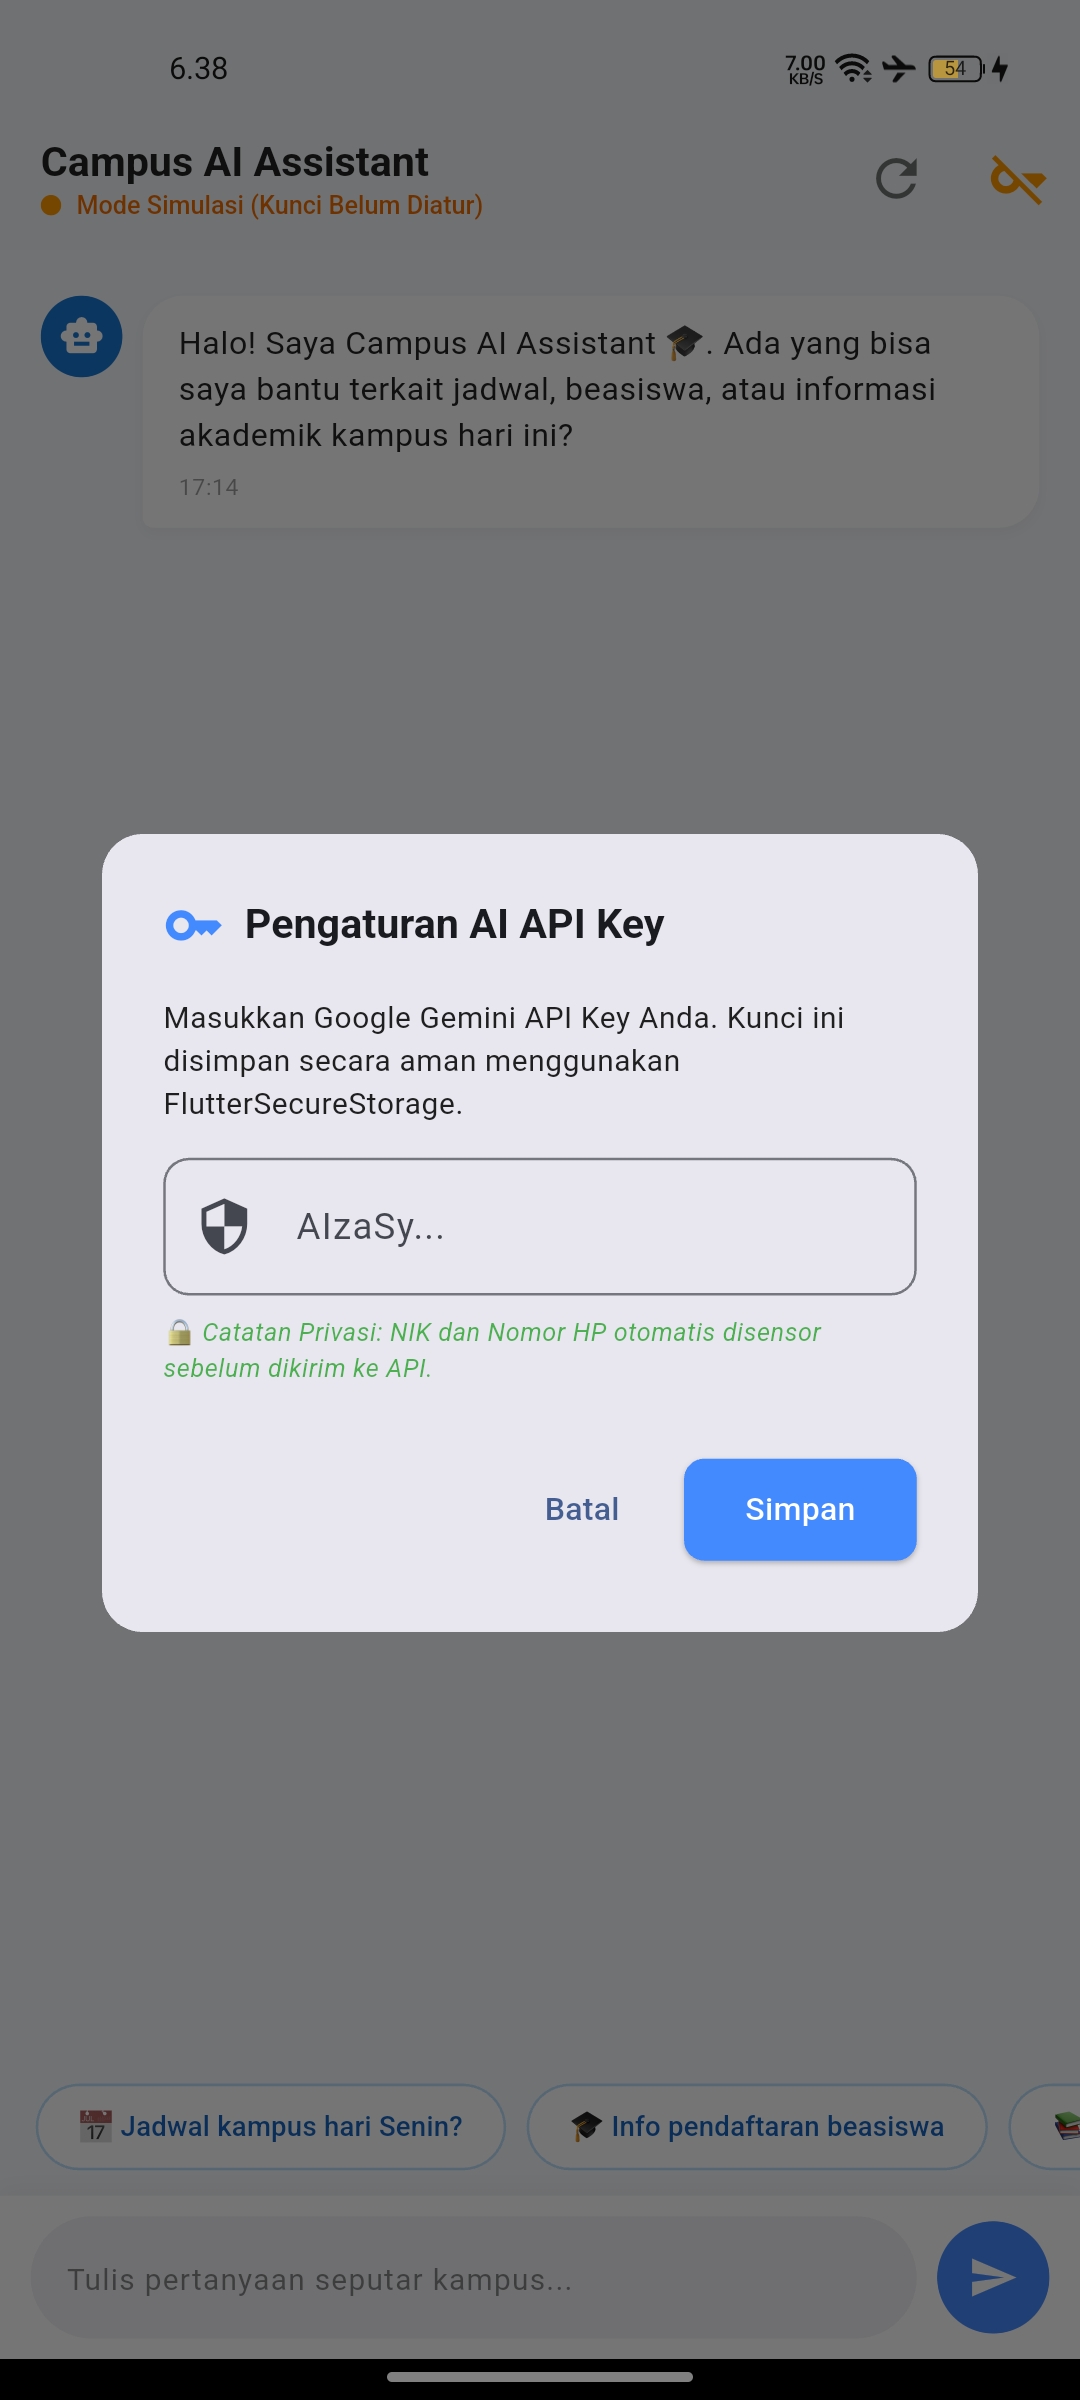 6.38
7.00
KB/S
54
Campus AI Assistant
Mode Simulasi (Kunci Belum Diatur)
Halo! Saya Campus AI Assistant 🎓. Ada yang bisa
saya bantu terkait jadwal, beasiswa, atau informasi
akademik kampus hari ini?
17:14
Pengaturan AI API Key
Masukkan Google Gemini API Key Anda. Kunci ini
disimpan secara aman menggunakan
FlutterSecureStorage.
AIzaSy...
🔒 Catatan Privasi: NIK dan Nomor HP otomatis disensor
sebelum dikirim ke API.
Batal
Simpan
📅 Jadwal kampus hari Senin?
🎓 Info pendaftaran beasiswa
📚
Tulis pertanyaan seputar kampus...